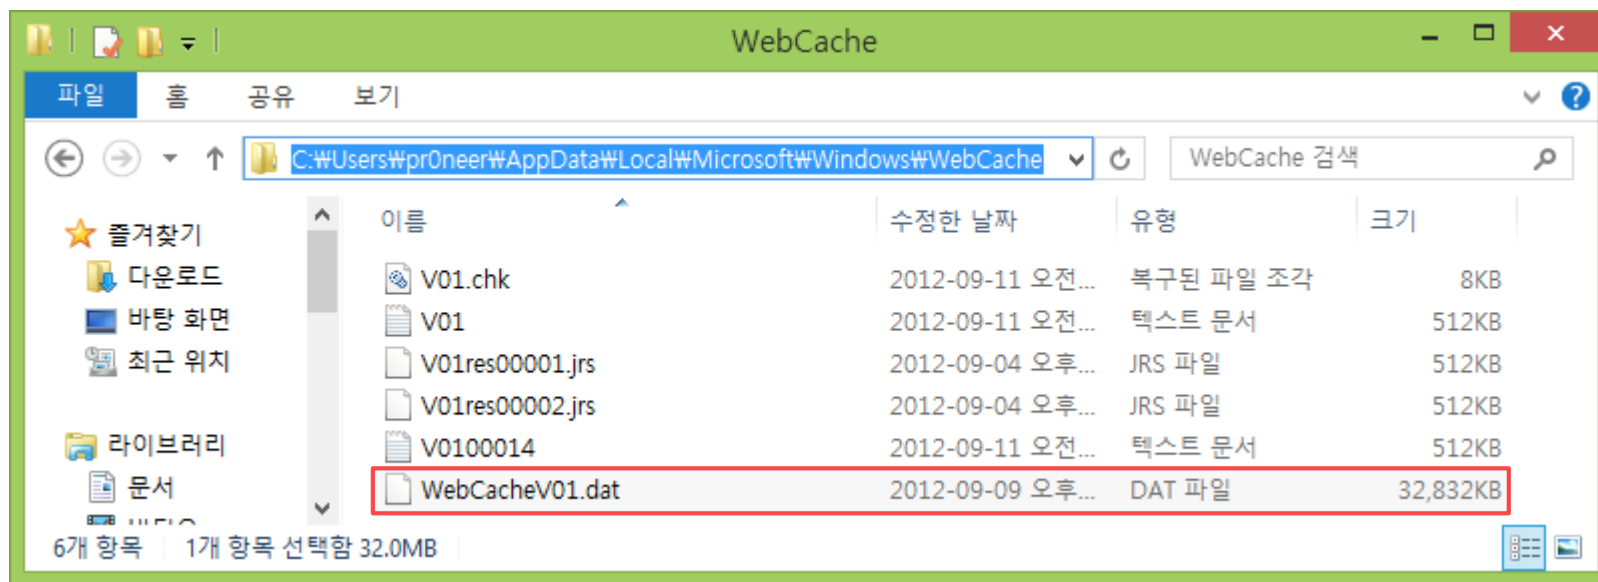 WebCache
파일 홈 공유 보기
C:₩Users₩pr0neer₩AppData₩Local₩Microsoft₩Windows₩WebCache WebCache 검색
이름 수정한 날짜 유형 크기
즐겨찾기
다운로드
바탕 화면
최근 위치
라이브러리
문서
V01.chk 2012-09-11 오전... 복구된 파일 조각 8KB
V01 2012-09-11 오전... 텍스트 문서 512KB
V01res00001.jrs 2012-09-04 오후... JRS 파일 512KB
V01res00002.jrs 2012-09-04 오후... JRS 파일 512KB
V0100014 2012-09-11 오전... 텍스트 문서 512KB
WebCacheV01.dat 2012-09-09 오후... DAT 파일 32,832KB
6개 항목 1개 항목 선택함 32.0MB